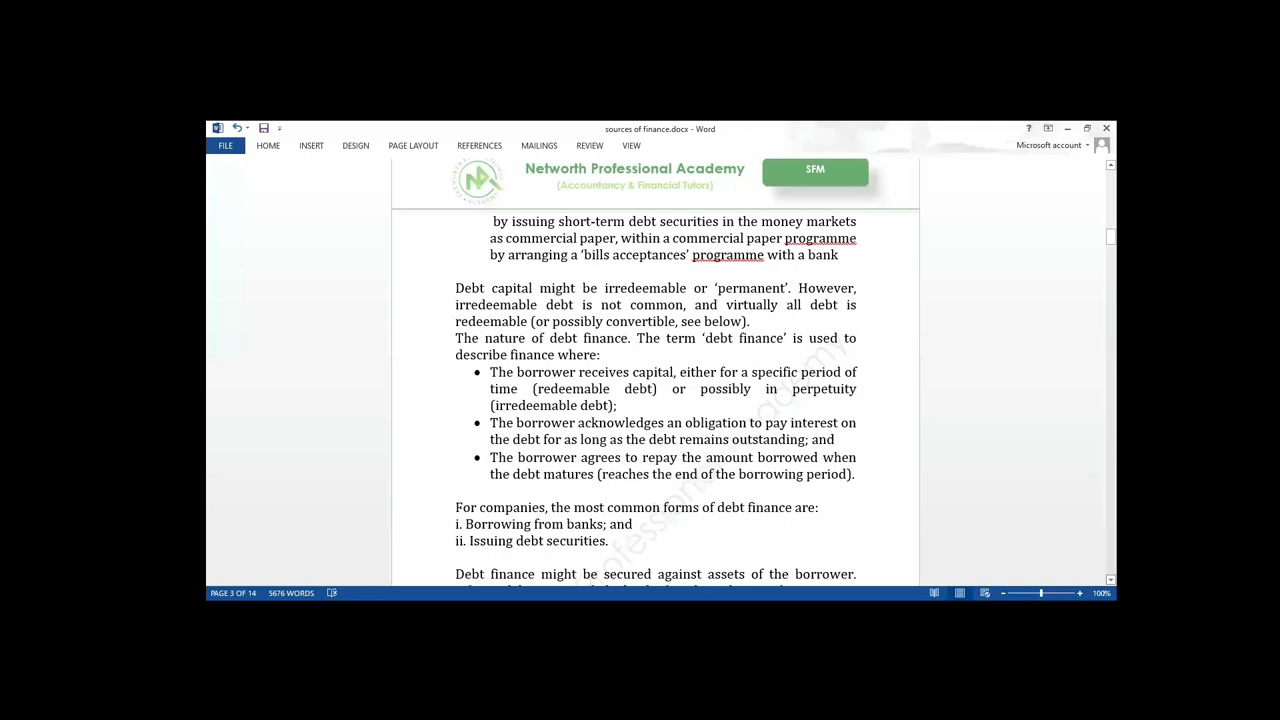 sources of finance.docx - Word
?
FILE HOME INSERT DESIGN PAGE LAYOUT REFERENCES MAILINGS REVIEW VIEW Microsoft account
Networth Professional Academy
(Accountancy & Financial Tutors)
SFM
by issuing short-term debt securities in the money markets
as commercial paper, within a commercial paper programme
by arranging a ‘bills acceptances’ programme with a bank
Debt capital might be irredeemable or ‘permanent’. However,
irredeemable debt is not common, and virtually all debt is
redeemable (or possibly convertible, see below).
The nature of debt finance. The term ‘debt finance’ is used to
describe finance where:
• The borrower receives capital, either for a specific period of
time (redeemable debt) or possibly in perpetuity
(irredeemable debt);
• The borrower acknowledges an obligation to pay interest on
the debt for as long as the debt remains outstanding; and
• The borrower agrees to repay the amount borrowed when
the debt matures (reaches the end of the borrowing period).
For companies, the most common forms of debt finance are:
i. Borrowing from banks; and
ii. Issuing debt securities.
Debt finance might be secured against assets of the borrower.
PAGE 3 OF 14 5676 WORDS 100%